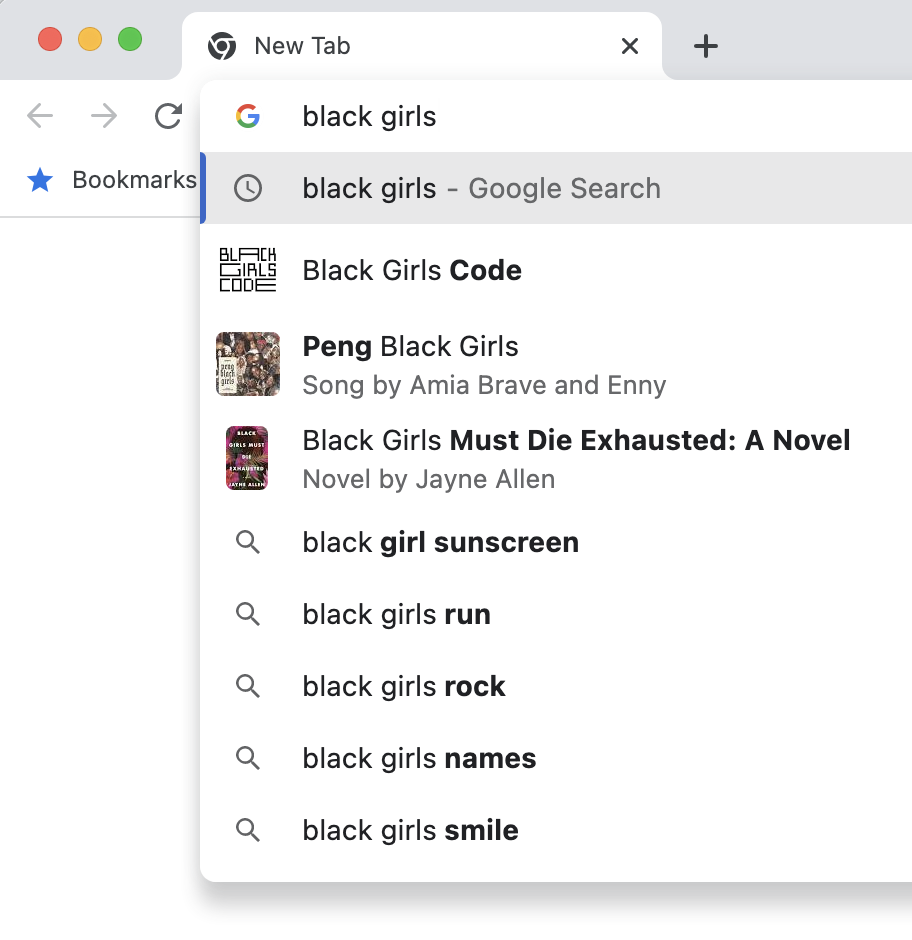 New Tab
black girls
Bookmarks
black girls - Google Search
BLACK
GIRLS
CODE
Black Girls Code
peng
black
girls
Peng Black Girls
Song by Amia Brave and Enny
BLACK
GIRLS MUST
DIE
EXHAUSTED
JAYNE ALLEN
Black Girls Must Die Exhausted: A Novel
Novel by Jayne Allen
black girl sunscreen
black girls run
black girls rock
black girls names
black girls smile